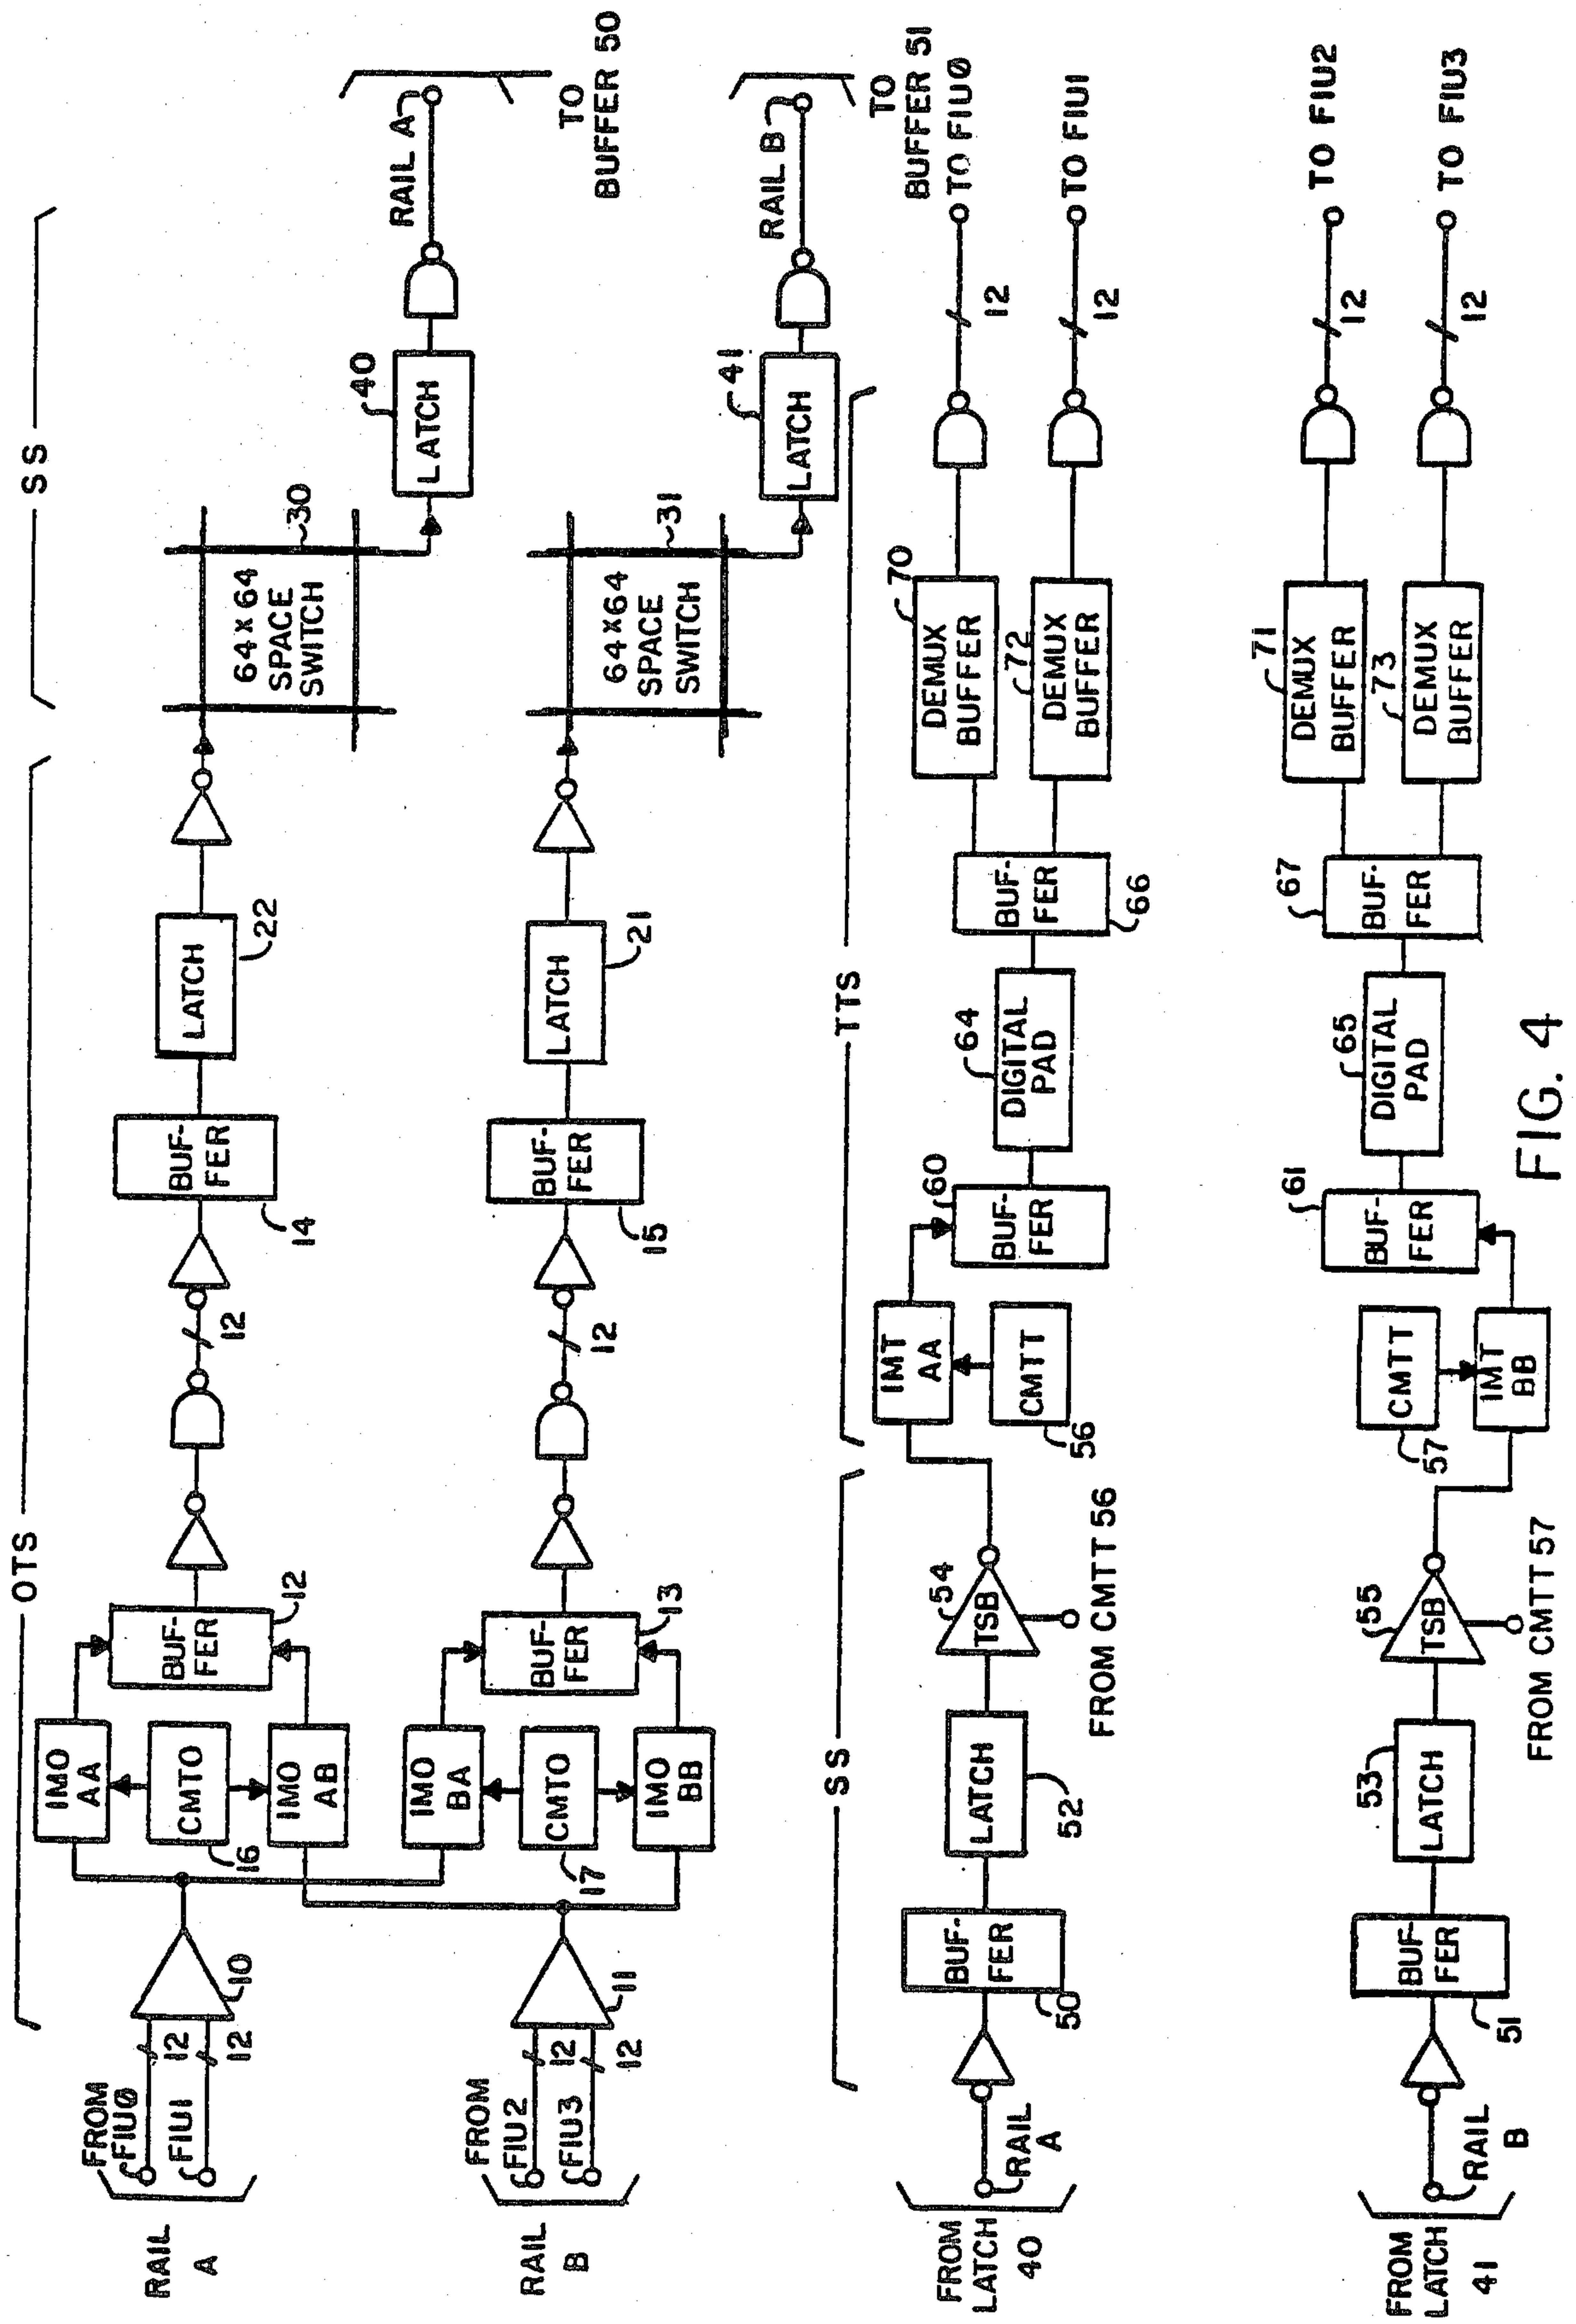 OTS
SS
RAIL
A
FROM
FIU0
FIU1
12
12
10
IMO
AA
CMTO
16
IMO
AB
BUF-
FER
12
12
BUF-
FER
14
LATCH
22
64x64
SPACE
SWITCH
30
LATCH
40
RAIL A
TO
BUFFER 50
RAIL
B
FROM
FIU2
FIU3
12
12
11
IMO
BA
CMTO
17
IMO
BB
BUF-
FER
13
12
BUF-
FER
15
LATCH
21
64x64
SPACE
SWITCH
31
LATCH
41
RAIL B
TO
BUFFER 51
SS
TTS
FROM
LATCH
40
RAIL
A
BUF-
FER
50
LATCH
52
TSB
54
FROM CMTT 56
IMT
AA
CMTT
56
BUF-
FER
60
DIGITAL
PAD
64
BUF-
FER
66
DEMUX
BUFFER
70
DEMUX
BUFFER
72
12
TO FIU0
12
TO FIU1
FROM
LATCH
41
RAIL
B
BUF-
FER
51
LATCH
53
TSB
55
FROM CMTT 57
CMTT
57
IMT
BB
BUF-
FER
61
DIGITAL
PAD
65
BUF-
FER
67
DEMUX
BUFFER
71
DEMUX
BUFFER
73
12
TO FIU2
12
TO FIU3
FIG. 4